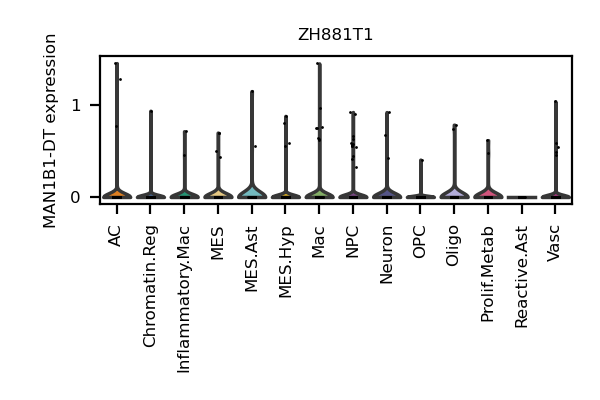 ZH881T1
MAN1B1-DT expression
1
0
AC
Chromatin.Reg
Inflammatory.Mac
MES
MES.Ast
MES.Hyp
Mac
NPC
Neuron
OPC
Oligo
Prolif.Metab
Reactive.Ast
Vasc